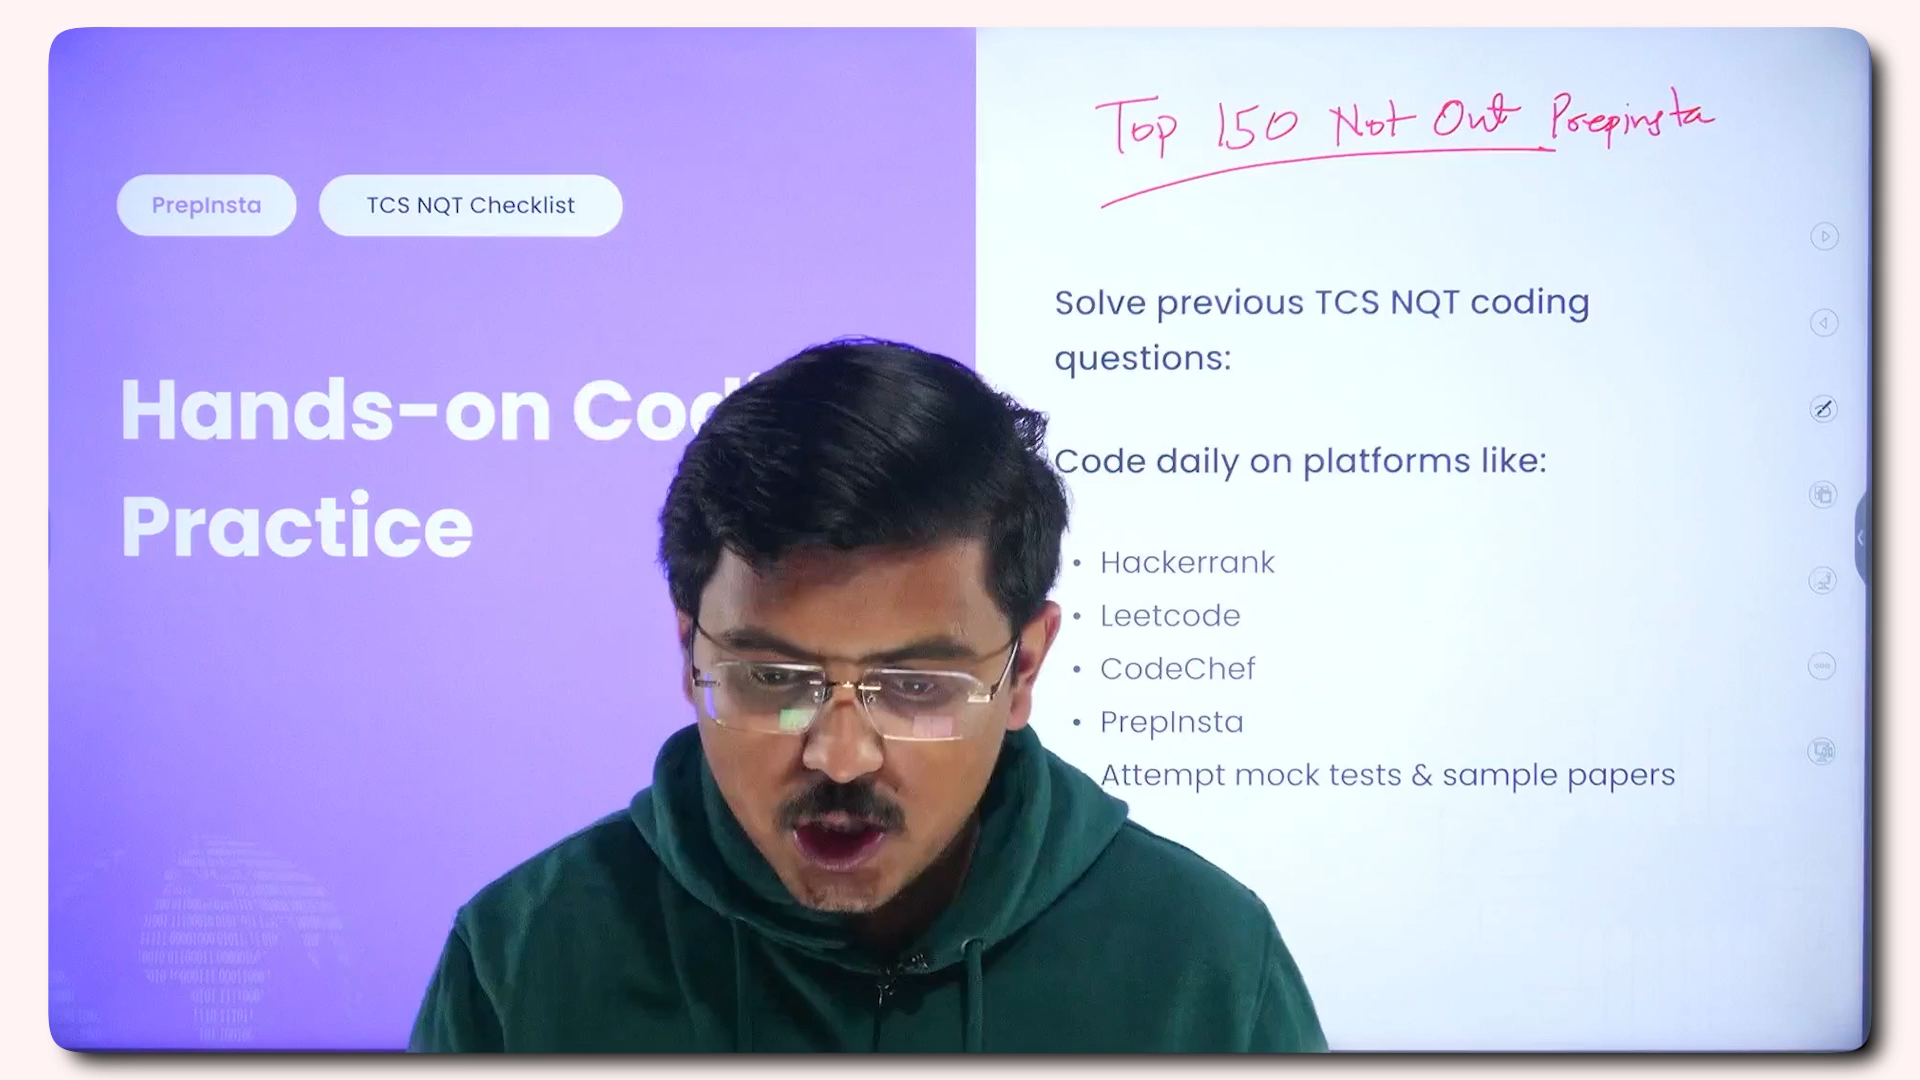 PrepInsta
TCS NQT Checklist
Hands-on
Practice
Top 150 Not Out Prepinsta
Solve previous TCS NQT coding
questions:
Code daily on platforms like:
• Hackerrank
• Leetcode
• CodeChef
• PrepInsta
Attempt mock tests & sample papers